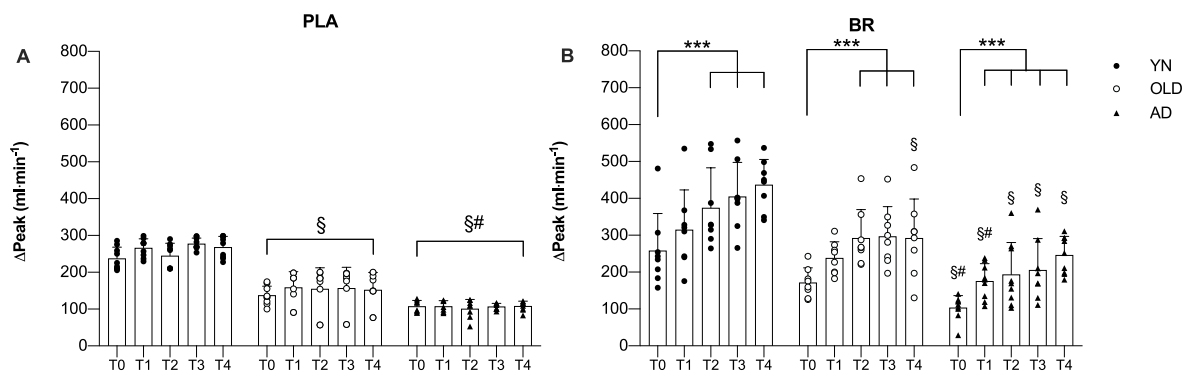 PLA
A
800
700
600
500
400
300
200
100
0
ΔPeak (ml·min⁻¹)
§
§#
T0 T1 T2 T3 T4 T0 T1 T2 T3 T4 T0 T1 T2 T3 T4
BR
B
800
700
600
500
400
300
200
100
0
ΔPeak (ml·min⁻¹)
*** *** ***
§
§# §# § § §
T0 T1 T2 T3 T4 T0 T1 T2 T3 T4 T0 T1 T2 T3 T4
YN
OLD
AD